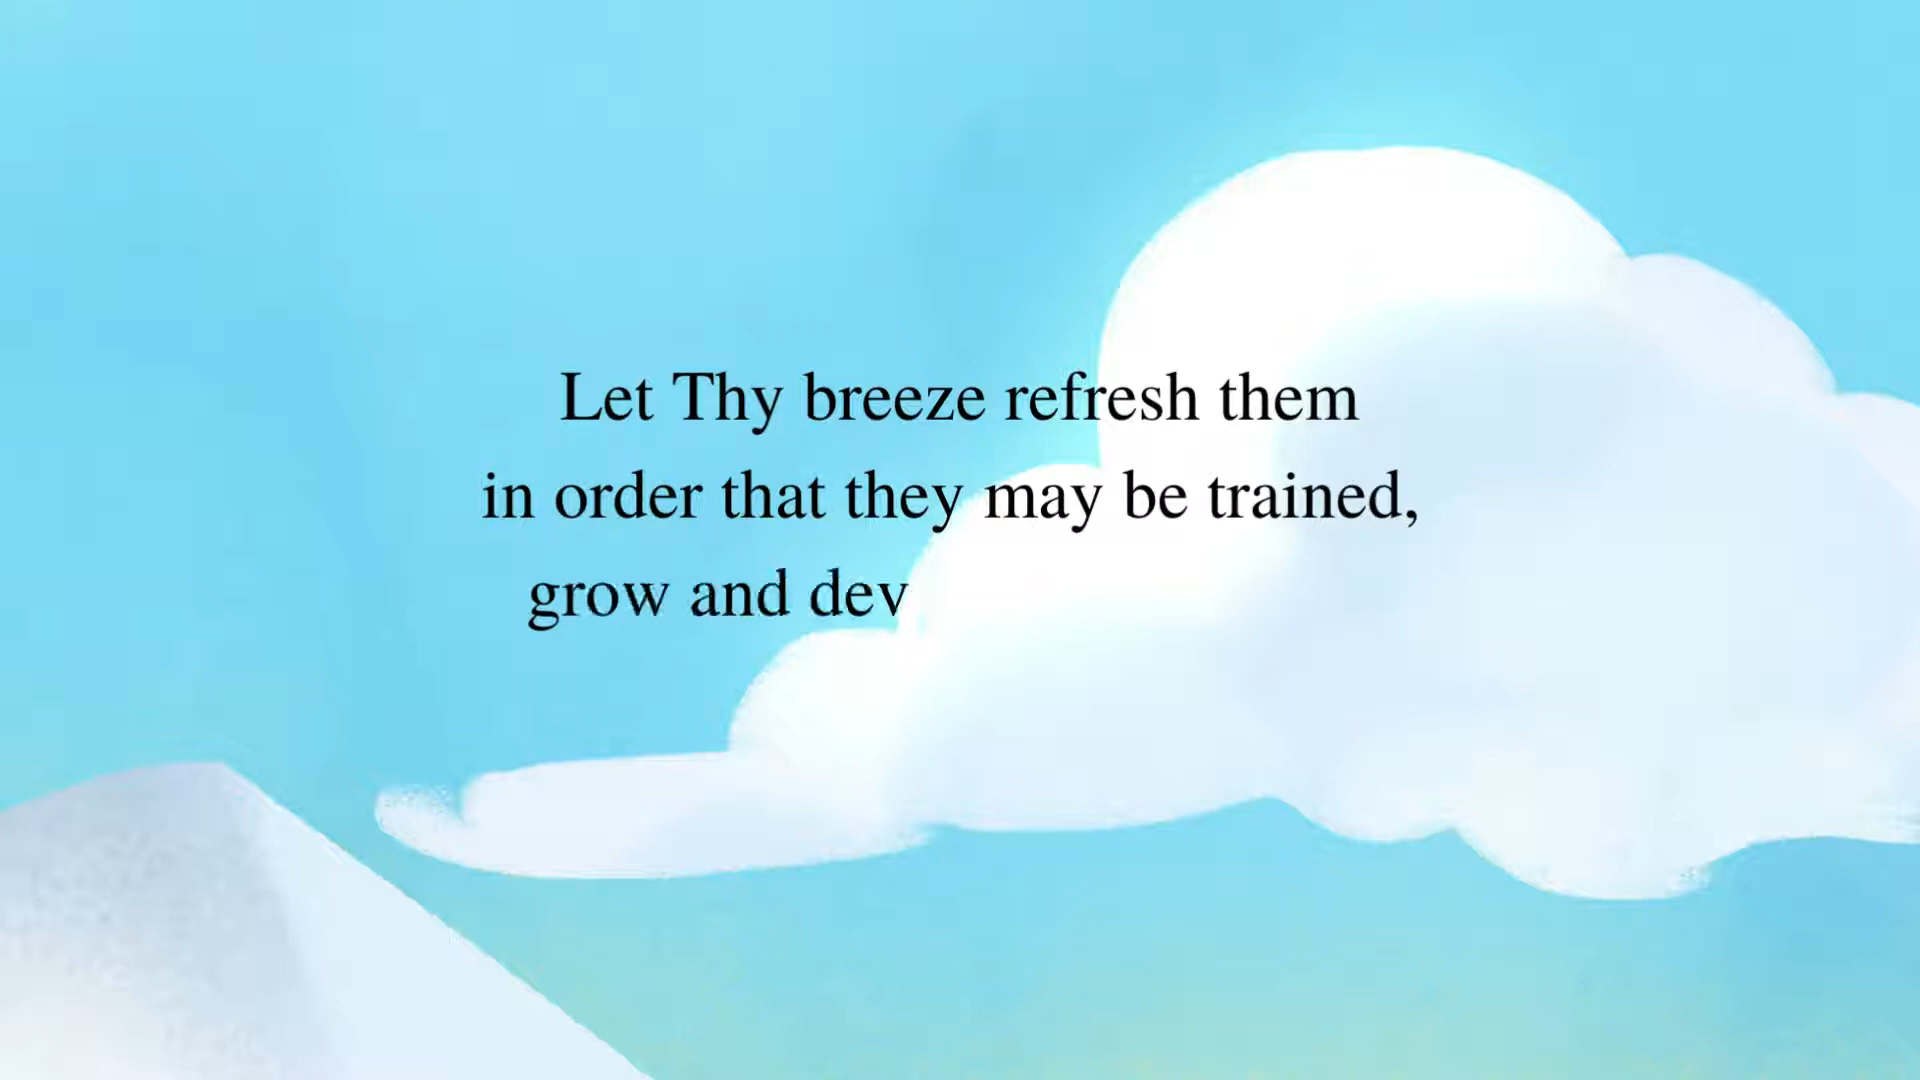 Let Thy breeze refresh them
in order that they may be trained,
grow and dev